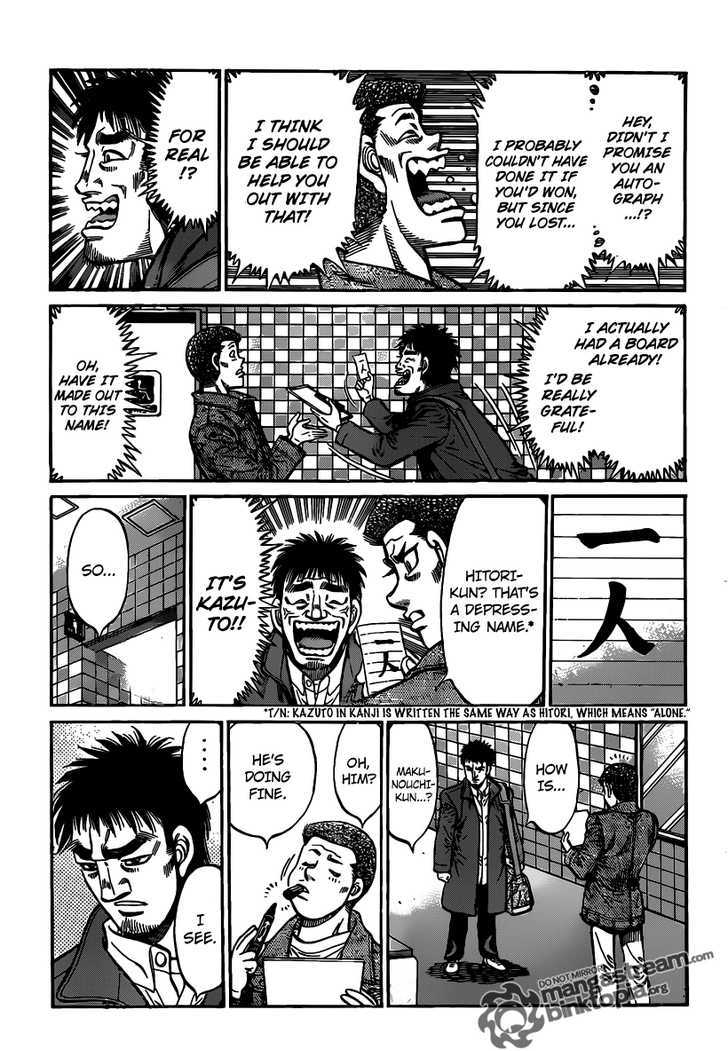 HEY,
DIDN'T I
PROMISE
YOU AN
AUTO-
GRAPH
...!?
I PROBABLY
COULDN'T HAVE
DONE IT IF
YOU'D WON,
BUT SINCE
YOU LOST...
I THINK
I SHOULD
BE ABLE TO
HELP YOU
OUT WITH
THAT!
FOR
REAL
!?
I ACTUALLY
HAD A BOARD
ALREADY!
I'D BE
REALLY
GRATE-
FUL!
OH,
HAVE IT
MADE OUT
TO THIS
NAME!
一人
HITORI-
KUN? THAT'S
A DEPRESS-
ING NAME.*
一人
IT'S
KAZU-
TO!!
SO...
*T/N: KAZUTO IN KANJI IS WRITTEN THE SAME WAY AS HITORI, WHICH MEANS "ALONE."
HOW
IS...
MAKU-
NOUCHI-
KUN...?
OH,
HIM?
HE'S
DOING
FINE.
....
I
SEE.
DO NOT MIRROR
mangastream.com
binktopia.org